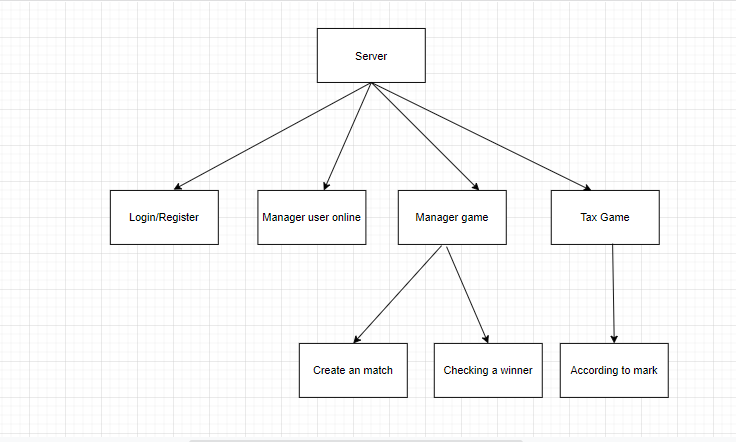 Server
Login/Register
Manager user online
Manager game
Tax Game
Create an match
Checking a winner
According to mark